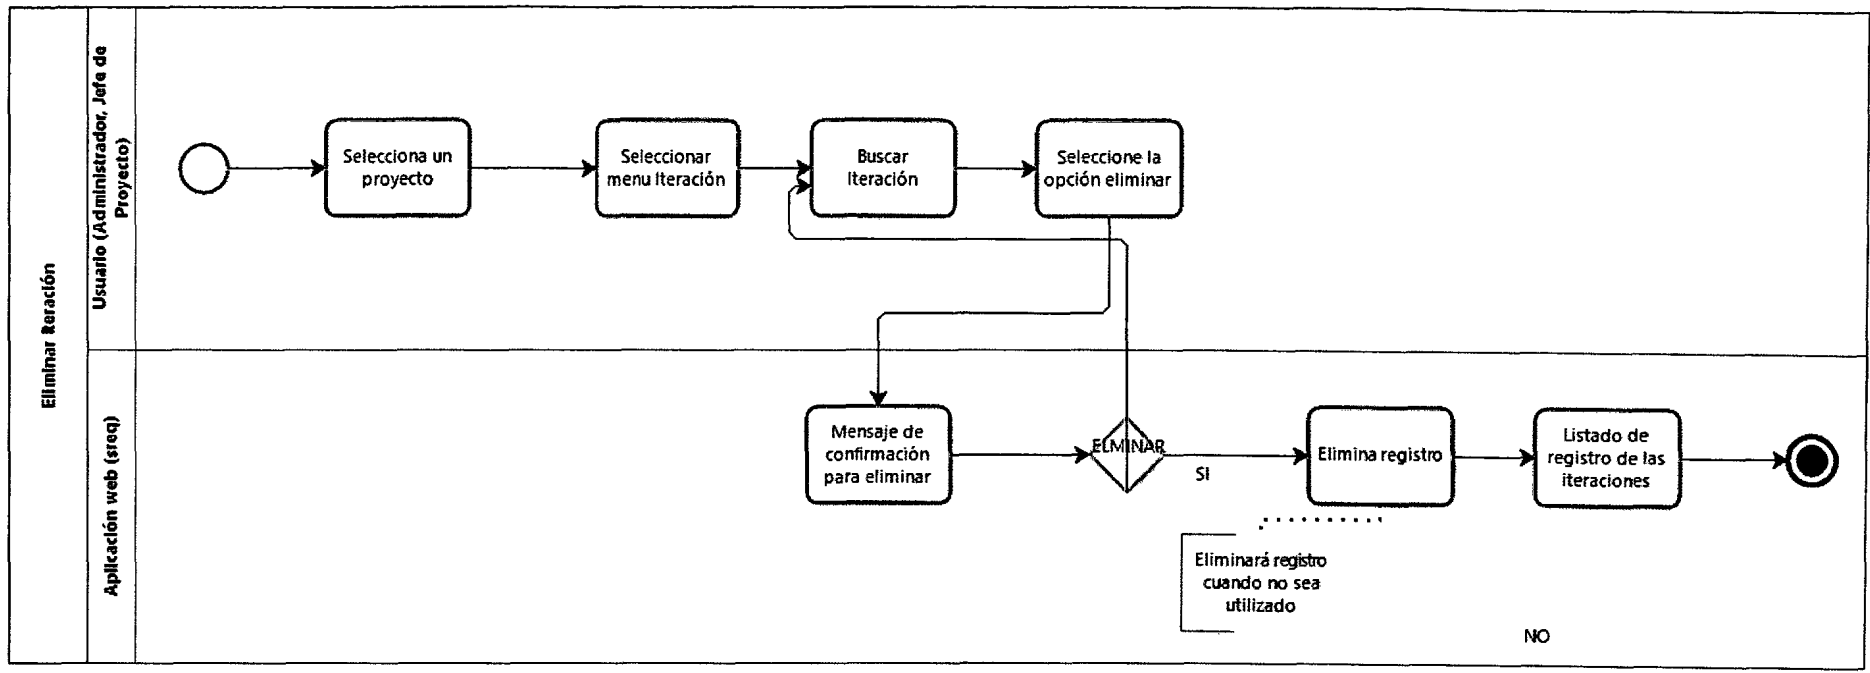 Eliminar Iteración
Usuario (Administrador, Jefe de
Proyecto)
Selecciona un
proyecto
Seleccionar
menu Iteración
Buscar
Iteración
Seleccione la
opción eliminar
Aplicación web (sreq)
Mensaje de
confirmación
para eliminar
ELMINAR
SI
Elimina registro
Listado de
registro de las
iteraciones
Eliminará registro
cuando no sea
utilizado
NO